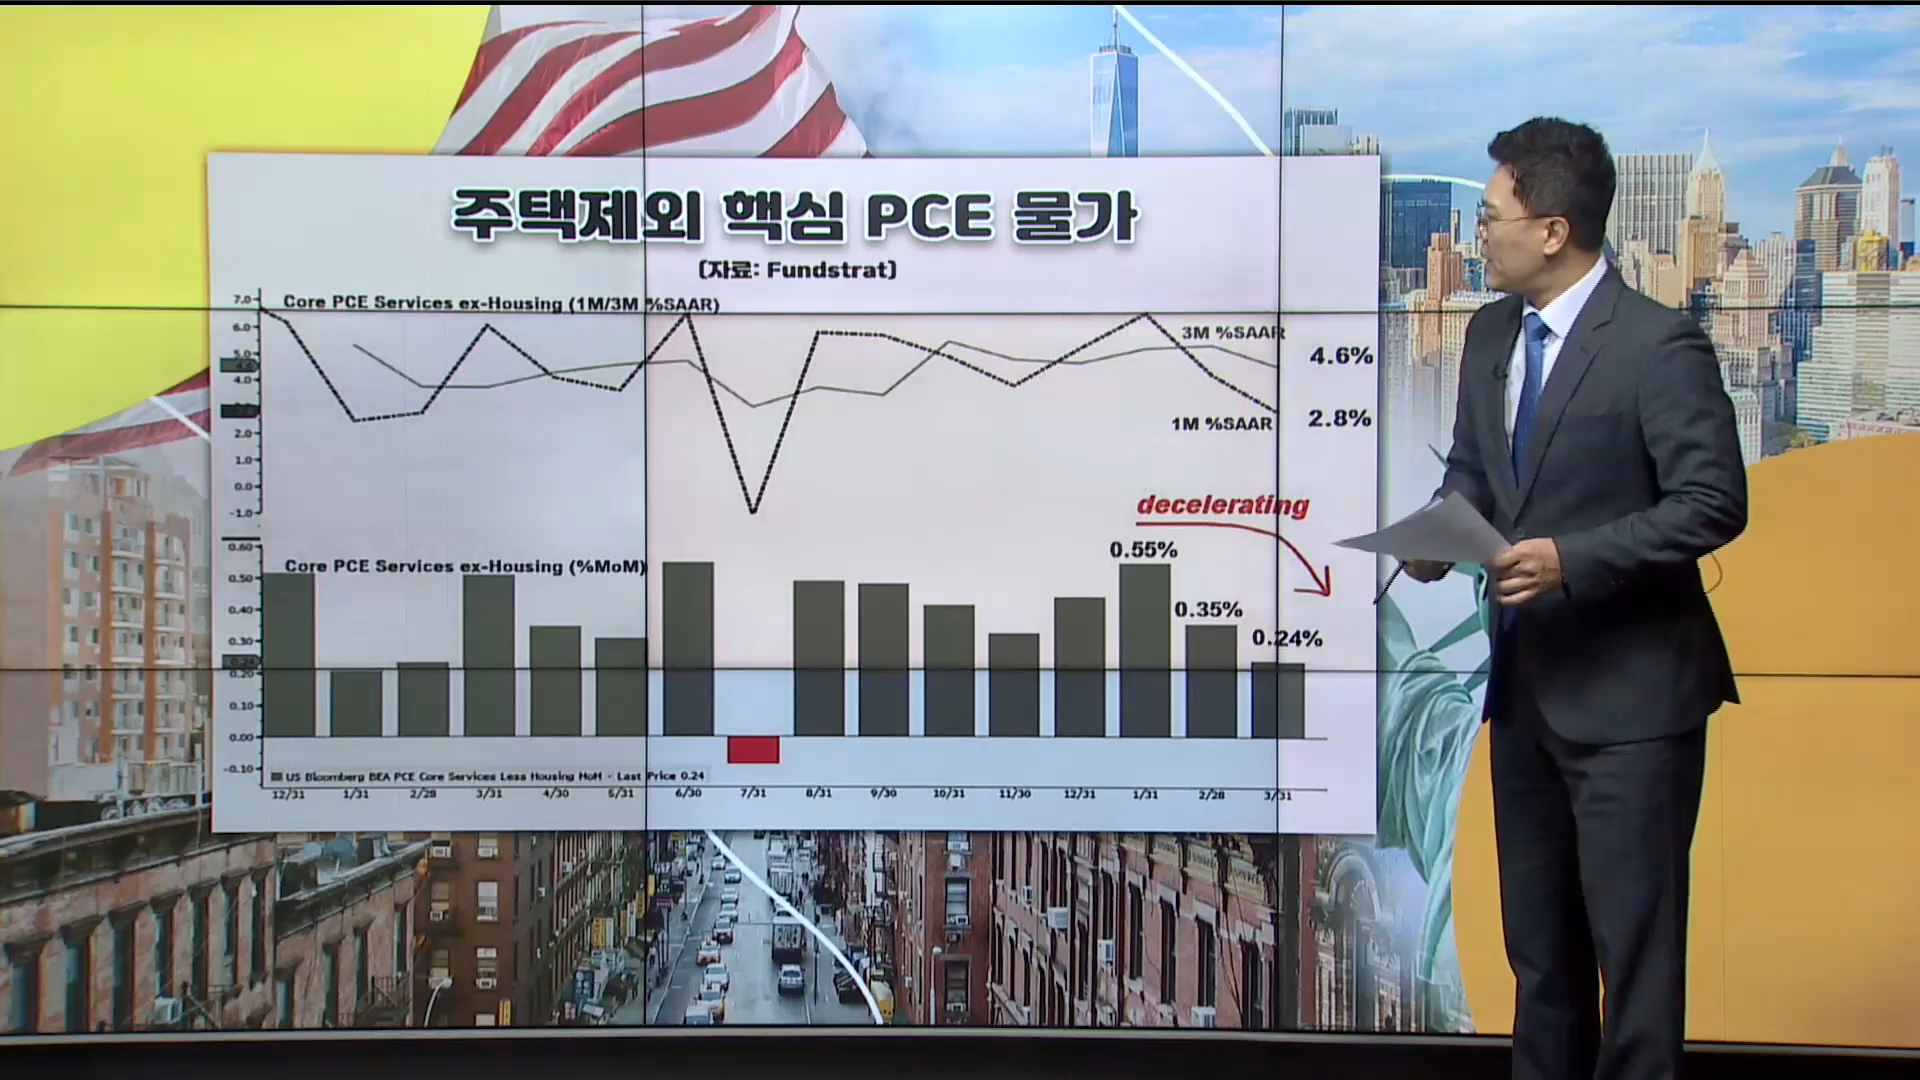 주택제외 핵심 PCE 물가
(자료: Fundstrat)
Core PCE Services ex-Housing (1M/3M %SAAR)
7.0
6.0
5.0
4.0
2.0
1.0
0.0
-1.0
3M %SAAR
4.6%
1M %SAAR
2.8%
decelerating
Core PCE Services ex-Housing (%MoM)
0.60
0.50
0.40
0.30
0.24
0.20
0.10
0.00
-0.10
0.55%
0.35%
0.24%
US Bloomberg BEA PCE Core Services Less Housing MoM - Last Price 0.24
12/31 1/31 2/28 3/31 4/30 5/31 6/30 7/31 8/31 9/30 10/31 11/30 12/31 1/31 2/28 3/31